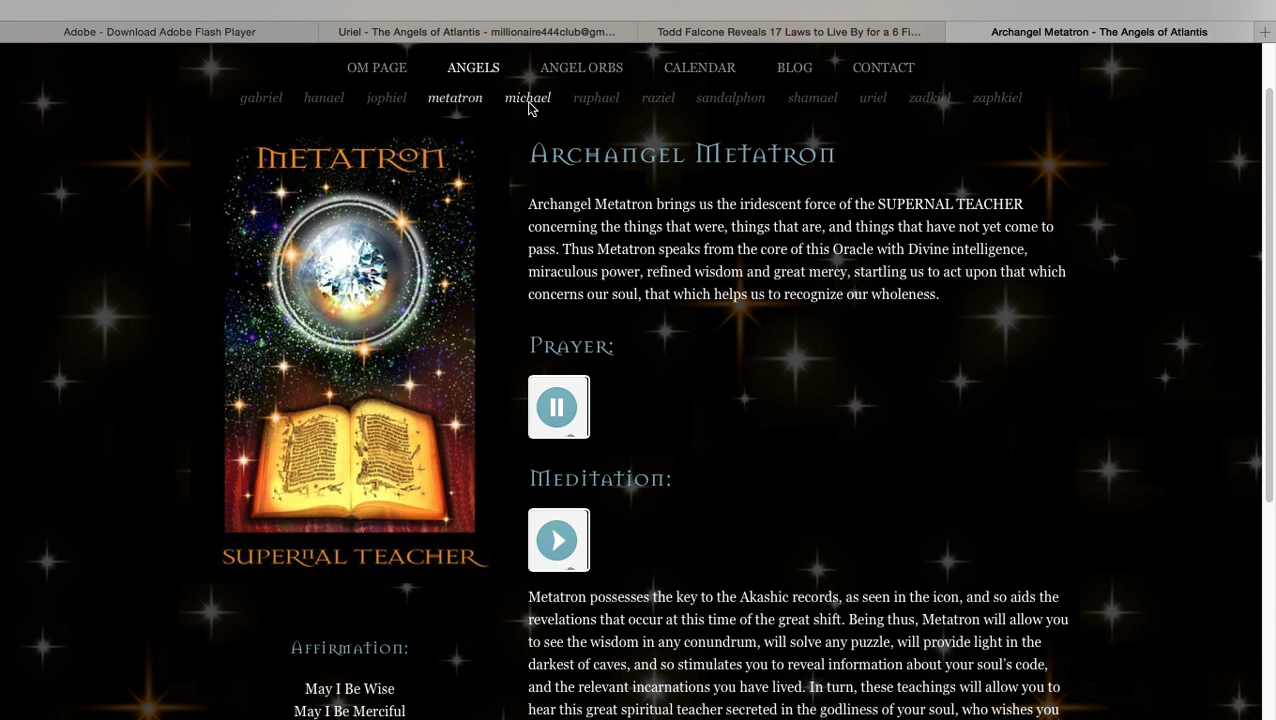 Adobe - Download Adobe Flash Player
Uriel - The Angels of Atlantis - millionaire444club@gm...
Todd Falcone Reveals 17 Laws to Live By for a 6 Fi...
Archangel Metatron - The Angels of Atlantis
OM PAGE ANGELS ANGEL ORBS CALENDAR BLOG CONTACT
gabriel hanael jophiel metatron michael raphael raziel sandalphon shamael uriel zadkiel zaphkiel
METATRON
SUPERNAL TEACHER
Affirmation:
May I Be Wise
May I Be Merciful
Archangel Metatron
Archangel Metatron brings us the iridescent force of the SUPERNAL TEACHER
concerning the things that were, things that are, and things that have not yet come to
pass. Thus Metatron speaks from the core of this Oracle with Divine intelligence,
miraculous power, refined wisdom and great mercy, startling us to act upon that which
concerns our soul, that which helps us to recognize our wholeness.
Prayer:
Meditation:
Metatron possesses the key to the Akashic records, as seen in the icon, and so aids the
revelations that occur at this time of the great shift. Being thus, Metatron will allow you
to see the wisdom in any conundrum, will solve any puzzle, will provide light in the
darkest of caves, and so stimulates you to reveal information about your soul's code,
and the relevant incarnations you have lived. In turn, these teachings will allow you to
hear this great spiritual teacher secreted in the godliness of your soul, who wishes you